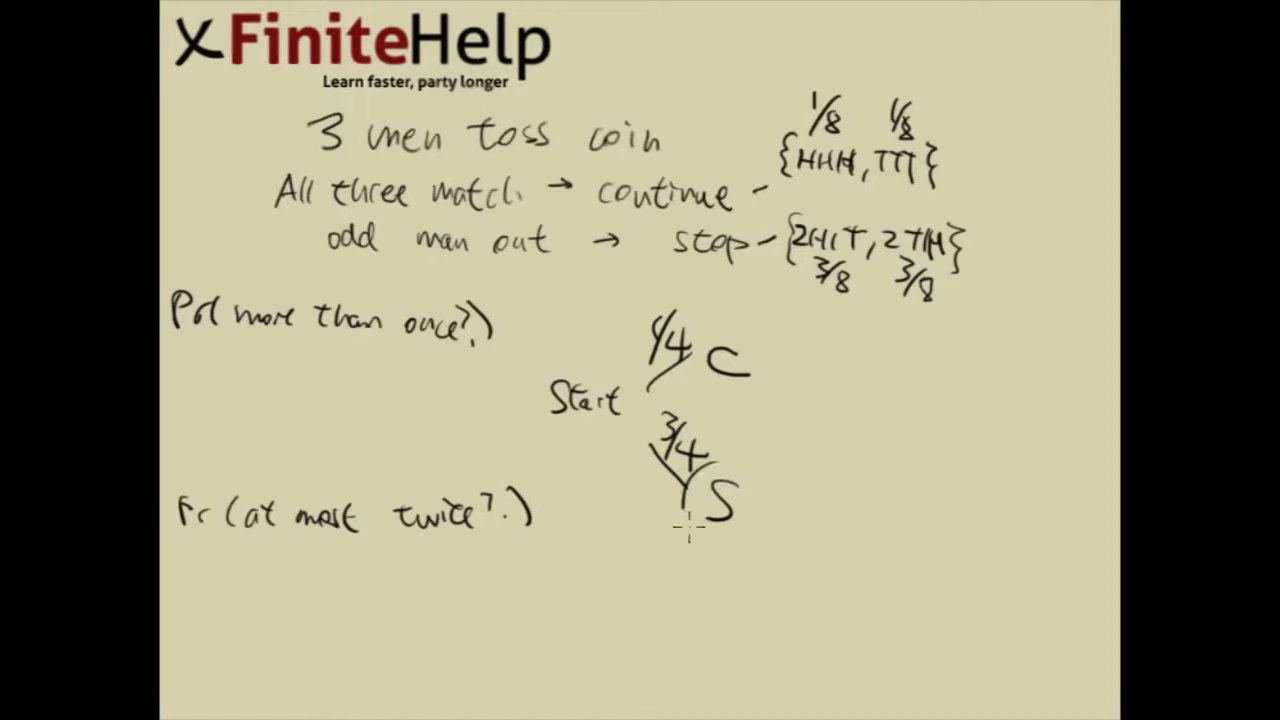 XFiniteHelp
Learn faster, party longer
3 men toss coin
1/8 1/8
All three match → continue - {HHH, TTT}
odd man out → stop - {2H1T, 2T1H}
3/8 3/8
more than once?)
1/4 C
Start
3/4
S
Pr (at most twice?)